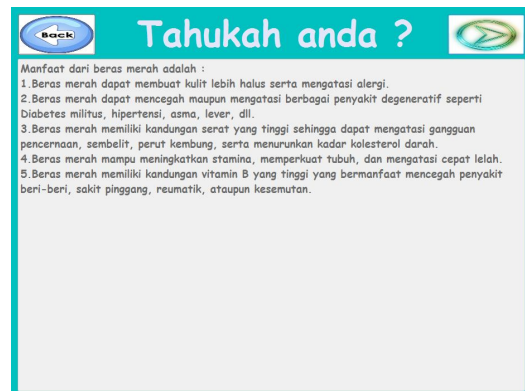 Back
Tahukah anda ?
Manfaat dari beras merah adalah :
1.Beras merah dapat membuat kulit lebih halus serta mengatasi alergi.
2.Beras merah dapat mencegah maupun mengatasi berbagai penyakit degeneratif seperti
Diabetes militus, hipertensi, asma, lever, dll.
3.Beras merah memiliki kandungan serat yang tinggi sehingga dapat mengatasi gangguan
pencernaan, sembelit, perut kembung, serta menurunkan kadar kolesterol darah.
4.Beras merah mampu meningkatkan stamina, memperkuat tubuh, dan mengatasi cepat lelah.
5.Beras merah memiliki kandungan vitamin B yang tinggi yang bermanfaat mencegah penyakit
beri-beri, sakit pinggang, reumatik, ataupun kesemutan.